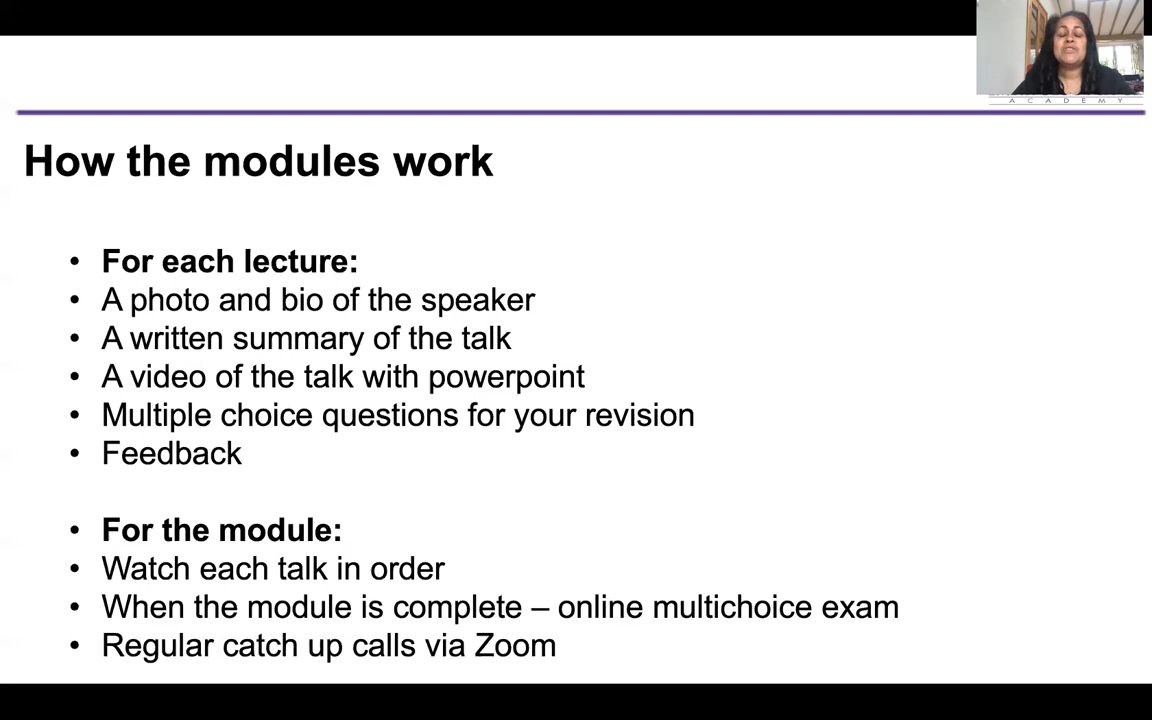 ACADEMY
How the modules work
• For each lecture:
• A photo and bio of the speaker
• A written summary of the talk
• A video of the talk with powerpoint
• Multiple choice questions for your revision
• Feedback
• For the module:
• Watch each talk in order
• When the module is complete – online multichoice exam
• Regular catch up calls via Zoom